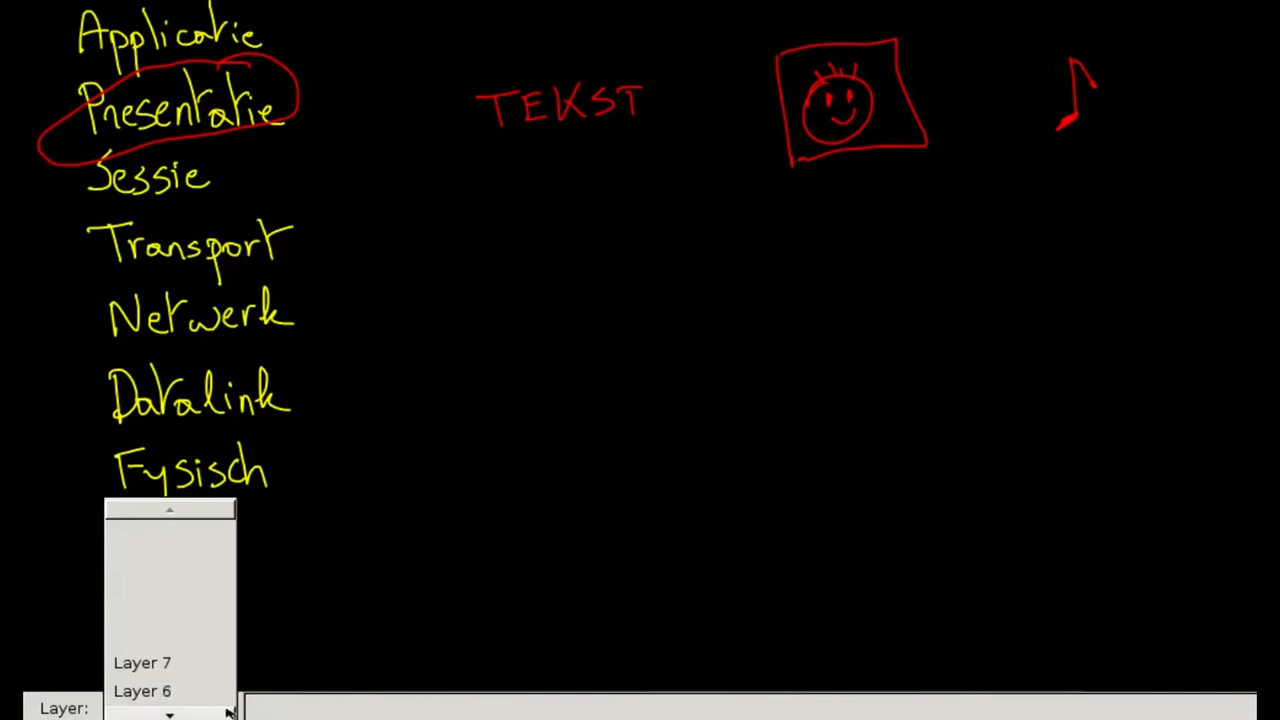 Applicatie
Presentatie
TEKST
Sessie
Transport
Netwerk
Datalink
Fysisch
Layer 7
Layer 6
Layer: